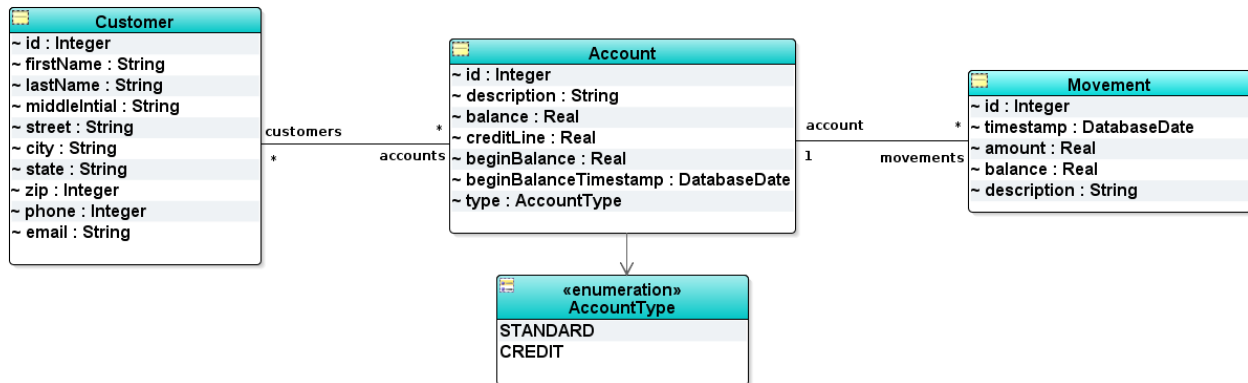 Customer
~ id : Integer
~ firstName : String
~ lastName : String
~ middleIntial : String
~ street : String
~ city : String
~ state : String
~ zip : Integer
~ phone : Integer
~ email : String
customers
*
*
accounts
Account
~ id : Integer
~ description : String
~ balance : Real
~ creditLine : Real
~ beginBalance : Real
~ beginBalanceTimestamp : DatabaseDate
~ type : AccountType
account
*
1
movements
Movement
~ id : Integer
~ timestamp : DatabaseDate
~ amount : Real
~ balance : Real
~ description : String
«enumeration»
AccountType
STANDARD
CREDIT